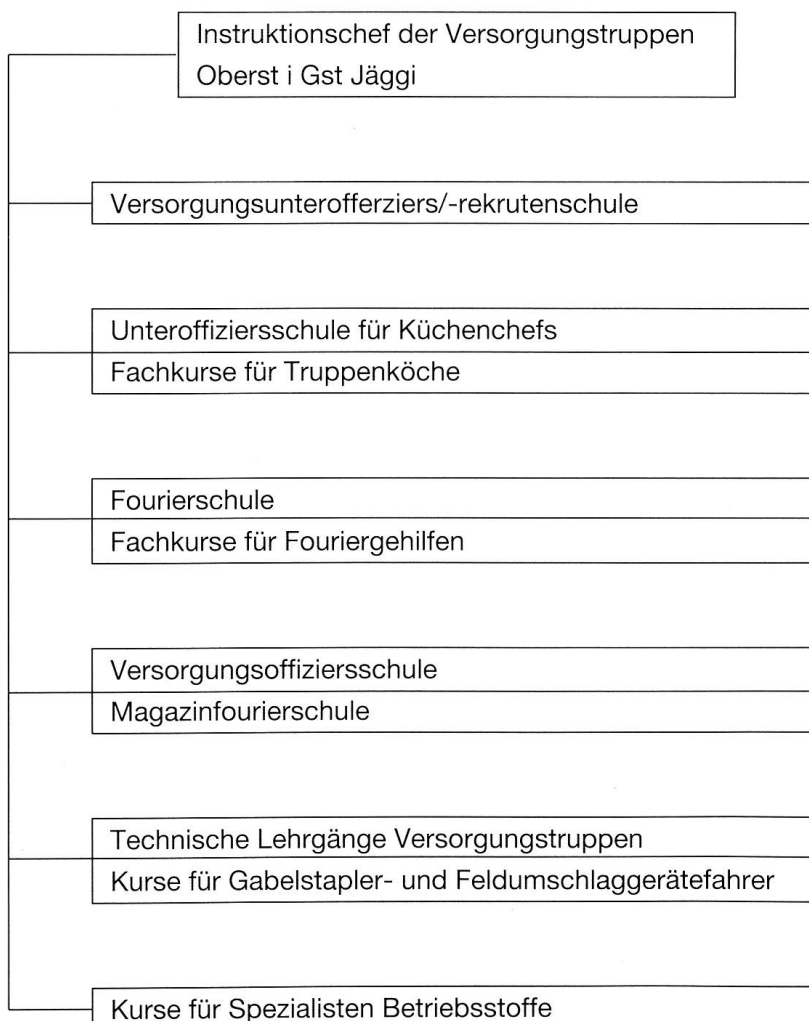 Instruktionschef der Versorgungstruppen
Oberst i Gst Jäggi
Versorgungsunterofferziers/-rekrutenschule
Unteroffiziersschule für Küchenchefs
Fachkurse für Truppenköche
Fourierschule
Fachkurse für Fouriergehilfen
Versorgungsoffiziersschule
Magazinfourierschule
Technische Lehrgänge Versorgungstruppen
Kurse für Gabelstapler- und Feldumschlaggerätefahrer
Kurse für Spezialisten Betriebsstoffe